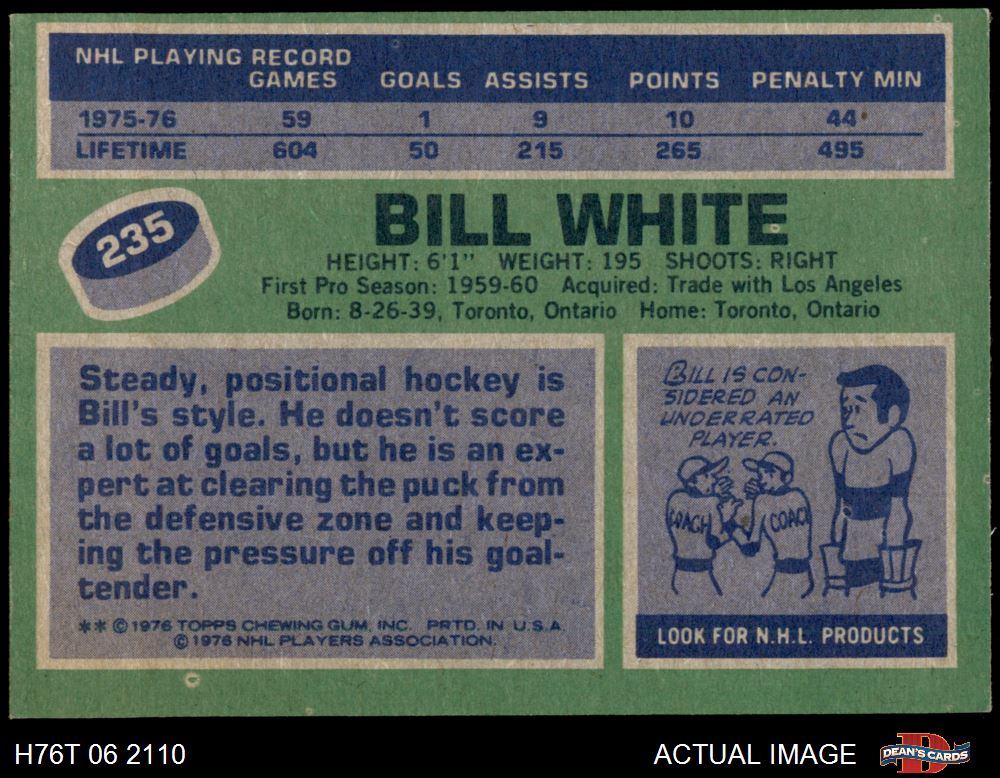 NHL PLAYING RECORD
GAMES GOALS ASSISTS POINTS PENALTY MIN
1975-76 59 1 9 10 44
LIFETIME 604 50 215 265 495
235
BILL WHITE
HEIGHT: 6'1" WEIGHT: 195 SHOOTS: RIGHT
First Pro Season: 1959-60 Acquired: Trade with Los Angeles
Born: 8-26-39, Toronto, Ontario Home: Toronto, Ontario
Steady, positional hockey is
Bill's style. He doesn't score
a lot of goals, but he is an ex-
pert at clearing the puck from
the defensive zone and keep-
ing the pressure off his goal-
tender.
** © 1976 TOPPS CHEWING GUM, INC. PRTD. IN U.S.A.
© 1976 NHL PLAYERS ASSOCIATION.
BILL IS CON-
SIDERED AN
UNDERRATED
PLAYER.
COACH COACH
LOOK FOR N.H.L. PRODUCTS
H76T 06 2110 ACTUAL IMAGE DEAN'S CARDS